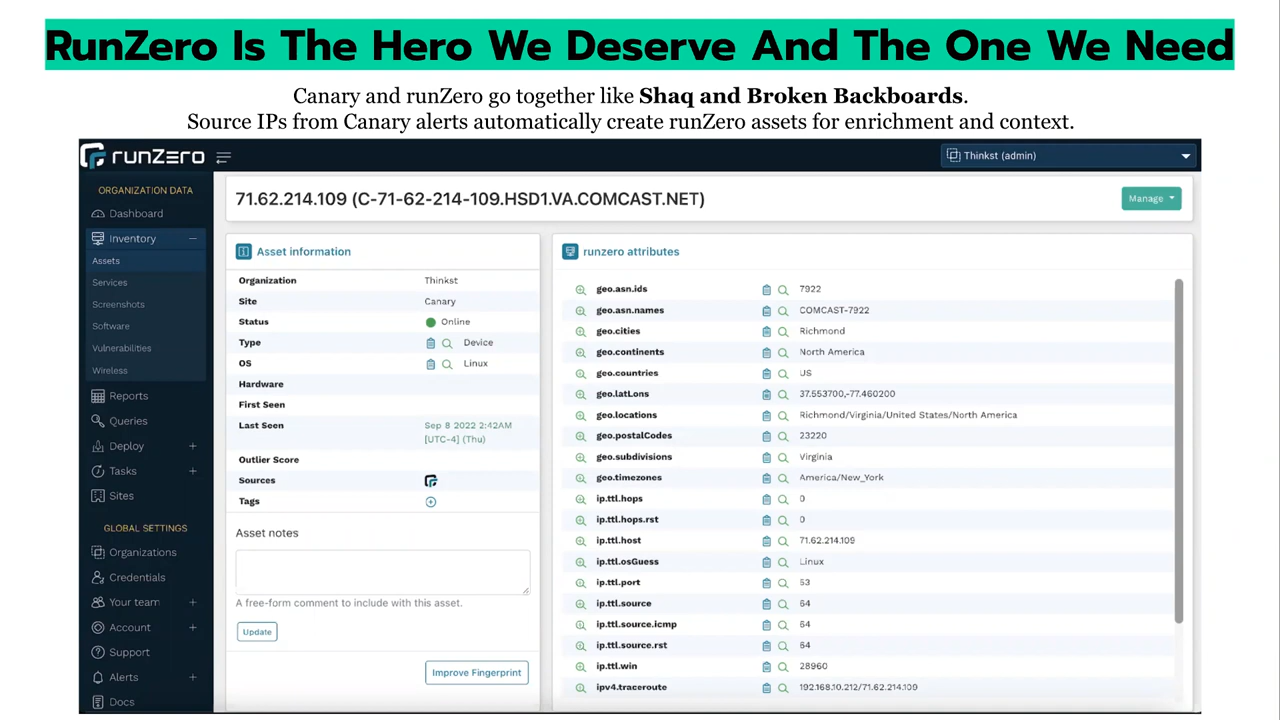 RunZero Is The Hero We Deserve And The One We Need
Canary and runZero go together like Shaq and Broken Backboards.
Source IPs from Canary alerts automatically create runZero assets for enrichment and context.
runZero
Thinkst (admin)
ORGANIZATION DATA
Dashboard
Inventory
Assets
Services
Screenshots
Software
Vulnerabilities
Wireless
Reports
Queries
Deploy +
Tasks +
Sites
GLOBAL SETTINGS
Organizations
Credentials
Your team +
Account +
Support
Alerts +
Docs
71.62.214.109 (C-71-62-214-109.HSD1.VA.COMCAST.NET)
Manage
Asset information
Organization Thinkst
Site Canary
Status Online
Type Device
OS Linux
Hardware
First Seen
Last Seen Sep 8 2022 2:42AM
[UTC-4] (Thu)
Outlier Score
Sources
Tags
Asset notes
A free-form comment to include with this asset.
Update
Improve Fingerprint
runzero attributes
geo.asn.ids 7922
geo.asn.names COMCAST-7922
geo.cities Richmond
geo.continents North America
geo.countries US
geo.latLons 37.553700,-77.460200
geo.locations Richmond/Virginia/United States/North America
geo.postalCodes 23220
geo.subdivisions Virginia
geo.timezones America/New_York
ip.ttl.hops 0
ip.ttl.hops.rst 0
ip.ttl.host 71.62.214.109
ip.ttl.osGuess Linux
ip.ttl.port 53
ip.ttl.source 64
ip.ttl.source.icmp 64
ip.ttl.source.rst 64
ip.ttl.win 28960
ipv4.traceroute 192.168.10.212/71.62.214.109